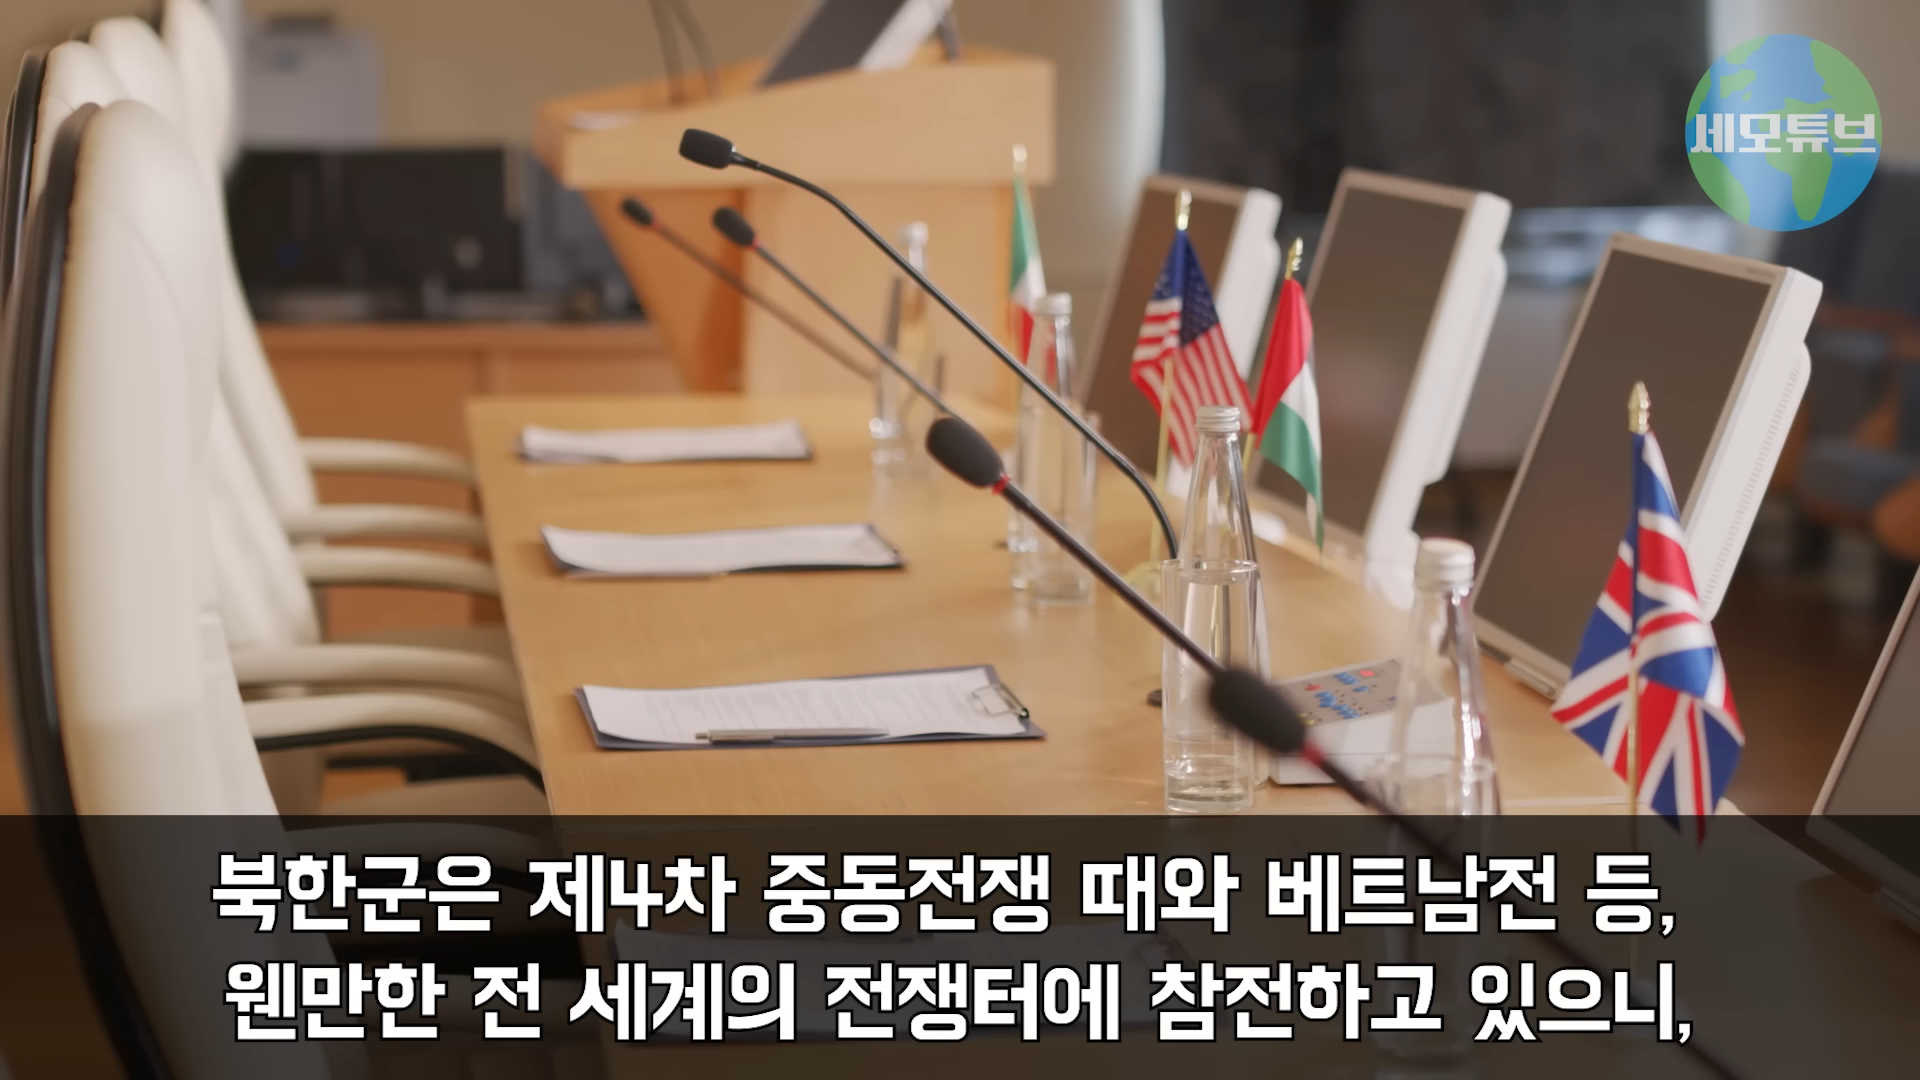 세모튜브
북한군은 제4차 중동전쟁 때와 베트남전 등,
웬만한 전 세계의 전쟁터에 참전하고 있으니,